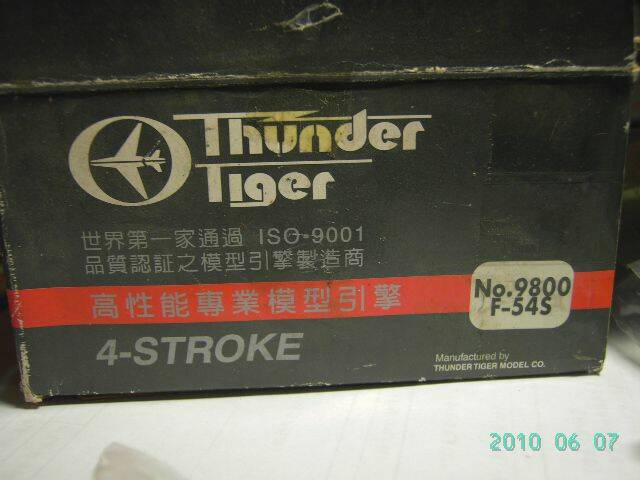 Thunder
Tiger
世界第一家通過 ISO-9001
品質認証之模型引擎製造商
高性能專業模型引擎
No.9800
F-54S
4-STROKE
Manufactured by
THUNDER TIGER MODEL CO.
2010 06 07